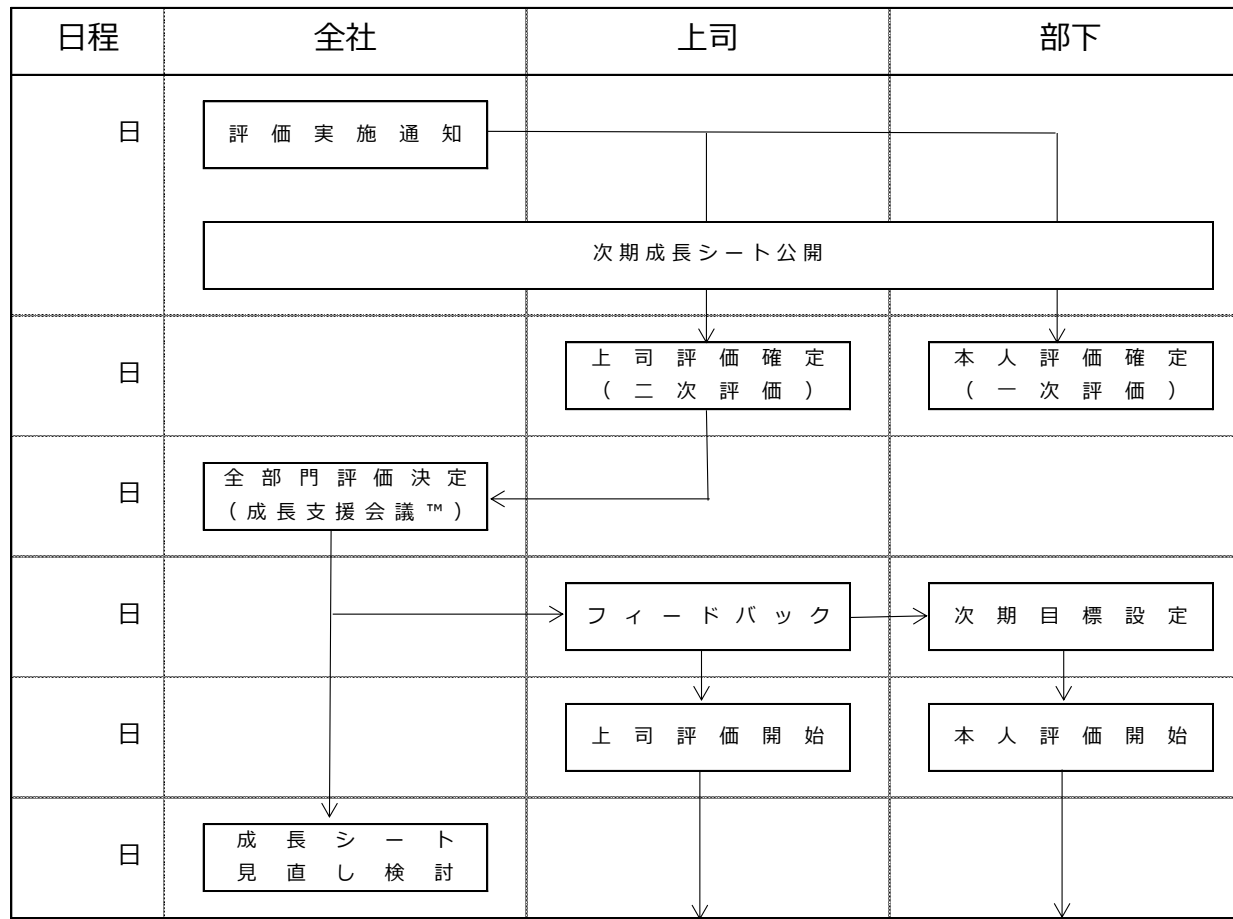 日程 全社 上司 部下
日 評価実施通知
次期成長シート公開
日 上司評価確定 本人評価確定
(二次評価) (一次評価)
日 全部門評価決定
(成長支援会議™)
日 フィードバック 次期目標設定
日 上司評価開始 本人評価開始
日 成長シート
見直し検討